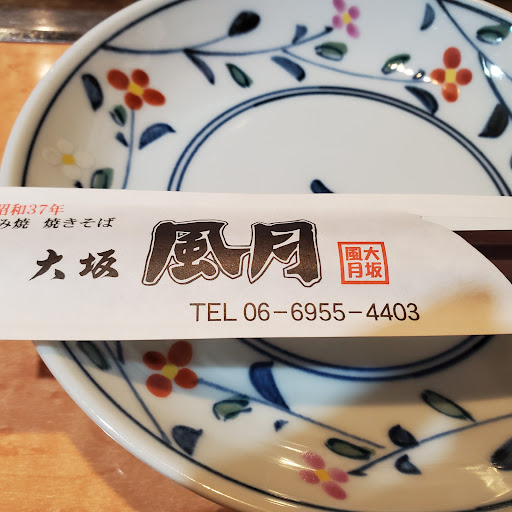 昭和37年
み焼 焼きそば
大坂 風月
大坂
風月
TEL 06-6955-4403